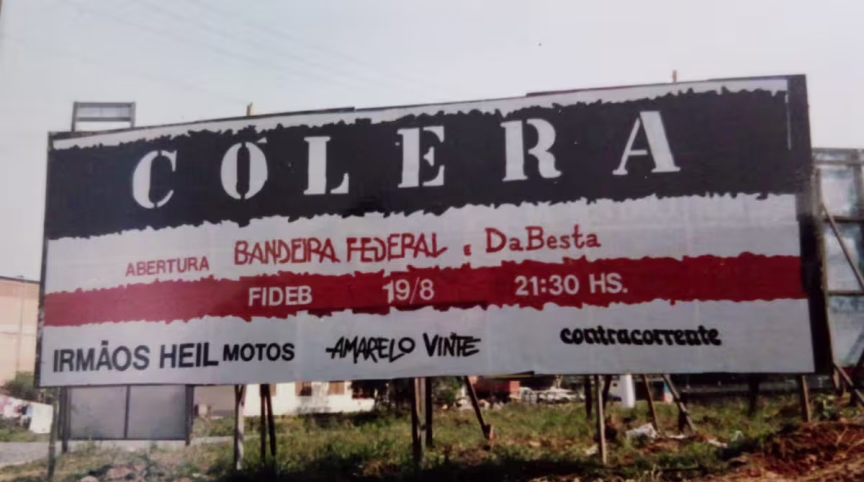 CÓLERA
ABERTURA BANDEIRA FEDERAL e DaBesta
FIDEB 19/8 21:30 HS.
IRMÃOS HEIL MOTOS AMARELO VINTE contracorrente